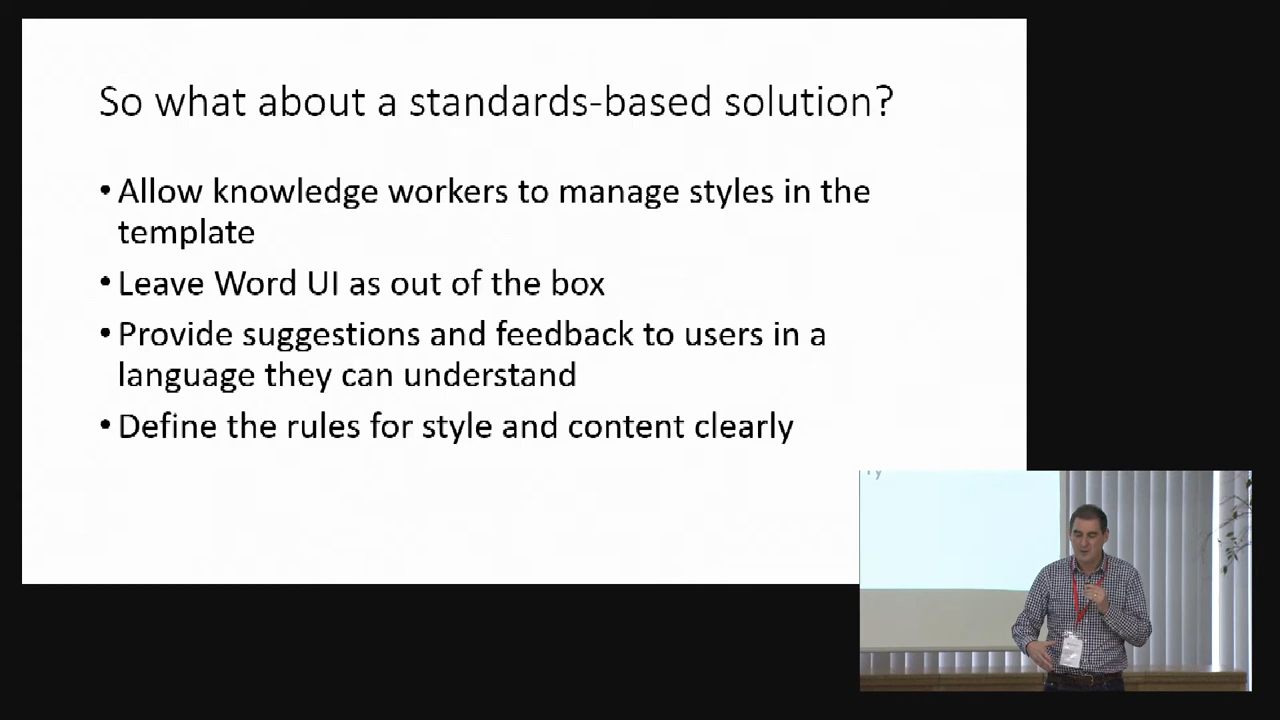 So what about a standards-based solution?
• Allow knowledge workers to manage styles in the
template
• Leave Word UI as out of the box
• Provide suggestions and feedback to users in a
language they can understand
• Define the rules for style and content clearly